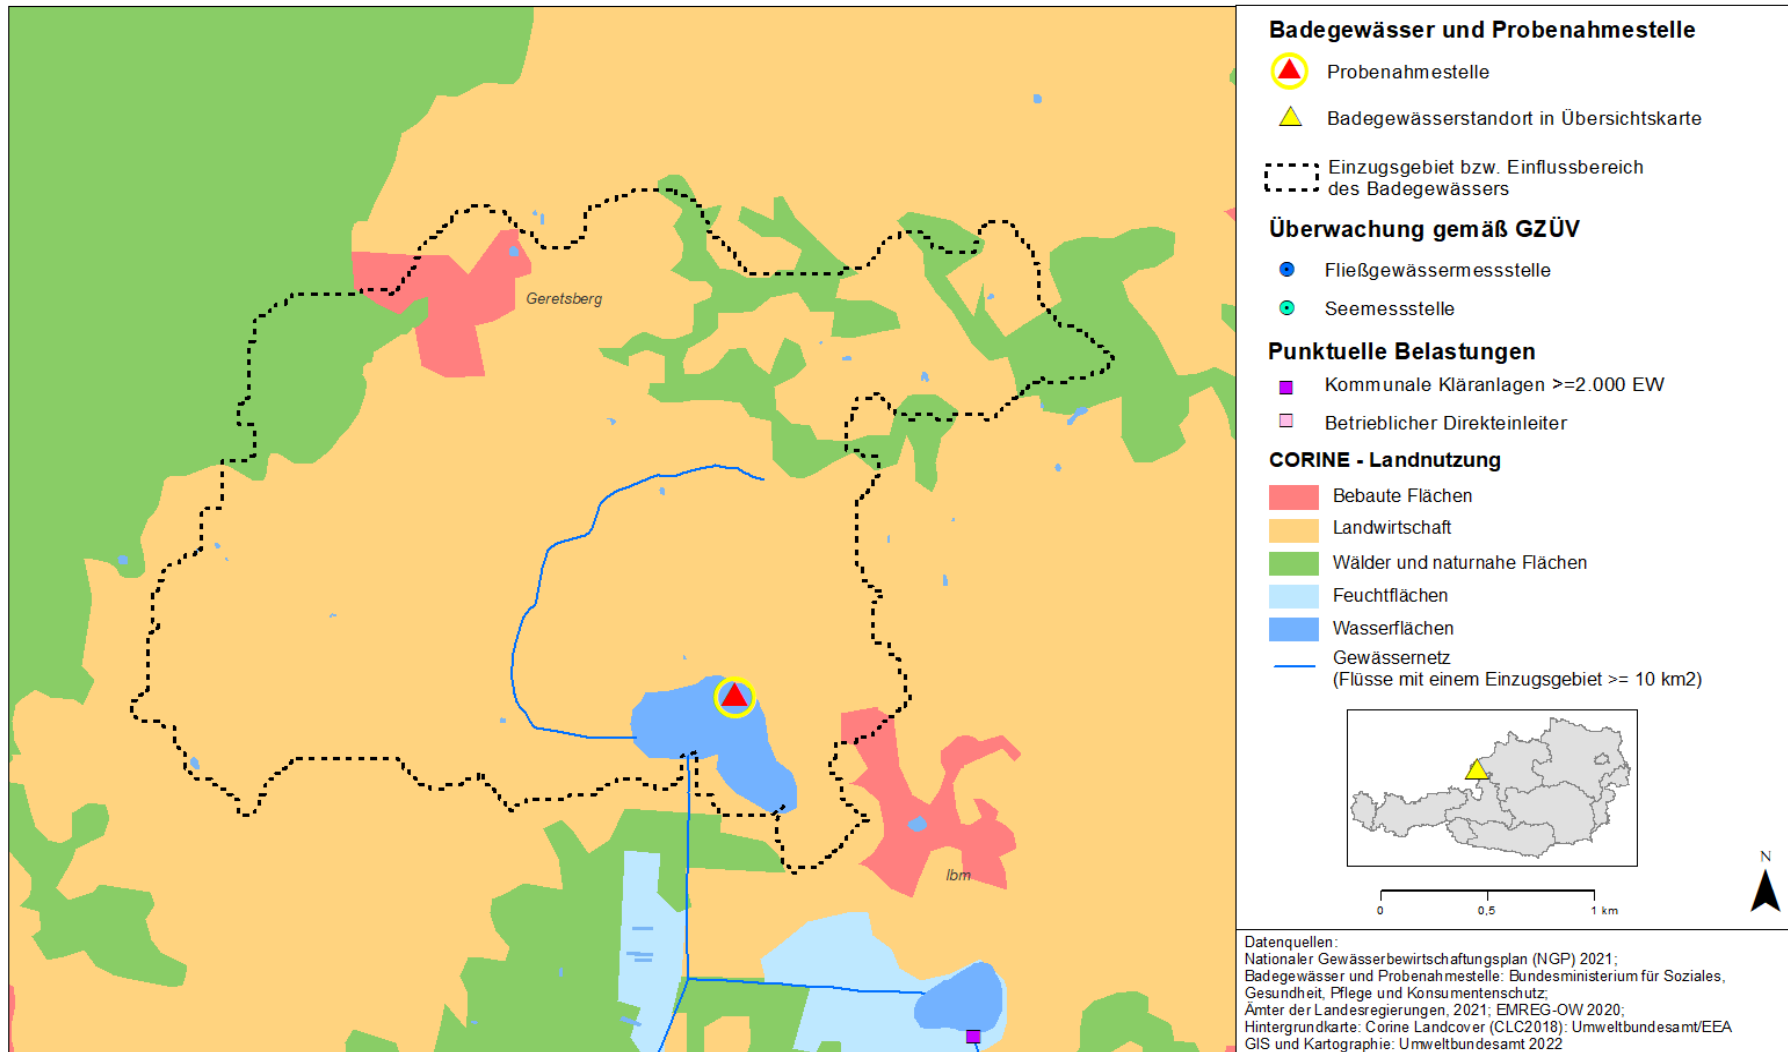 Badegewässer und Probenahmestelle
Probenahmestelle
Badegewässerstandort in Übersichtskarte
Einzugsgebiet bzw. Einflussbereich
des Badegewässers
Überwachung gemäß GZÜV
Fließgewässermessstelle
Seemessstelle
Punktuelle Belastungen
Kommunale Kläranlagen >=2.000 EW
Betrieblicher Direkteinleiter
CORINE - Landnutzung
Bebaute Flächen
Landwirtschaft
Wälder und naturnahe Flächen
Feuchtflächen
Wasserflächen
Gewässernetz
(Flüsse mit einem Einzugsgebiet >= 10 km2)
Geretsberg
Ibm
N
0 0,5 1 km
Datenquellen:
Nationaler Gewässerbewirtschaftungsplan (NGP) 2021;
Badegewässer und Probenahmestelle: Bundesministerium für Soziales,
Gesundheit, Pflege und Konsumentenschutz;
Ämter der Landesregierungen, 2021; EMREG-OW 2020;
Hintergrundkarte: Corine Landcover (CLC2018): Umweltbundesamt/EEA
GIS und Kartographie: Umweltbundesamt 2022